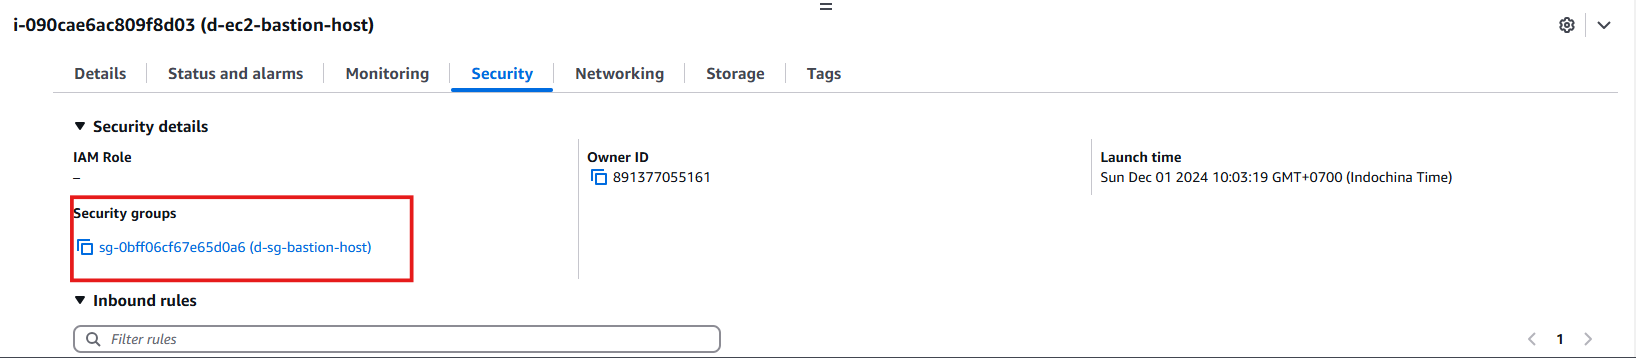 i-090cae6ac809f8d03 (d-ec2-bastion-host)
Details Status and alarms Monitoring Security Networking Storage Tags
Security details
IAM Role
–
Owner ID
891377055161
Launch time
Sun Dec 01 2024 10:03:19 GMT+0700 (Indochina Time)
Security groups
sg-0bff06cf67e65d0a6 (d-sg-bastion-host)
Inbound rules
Filter rules
1